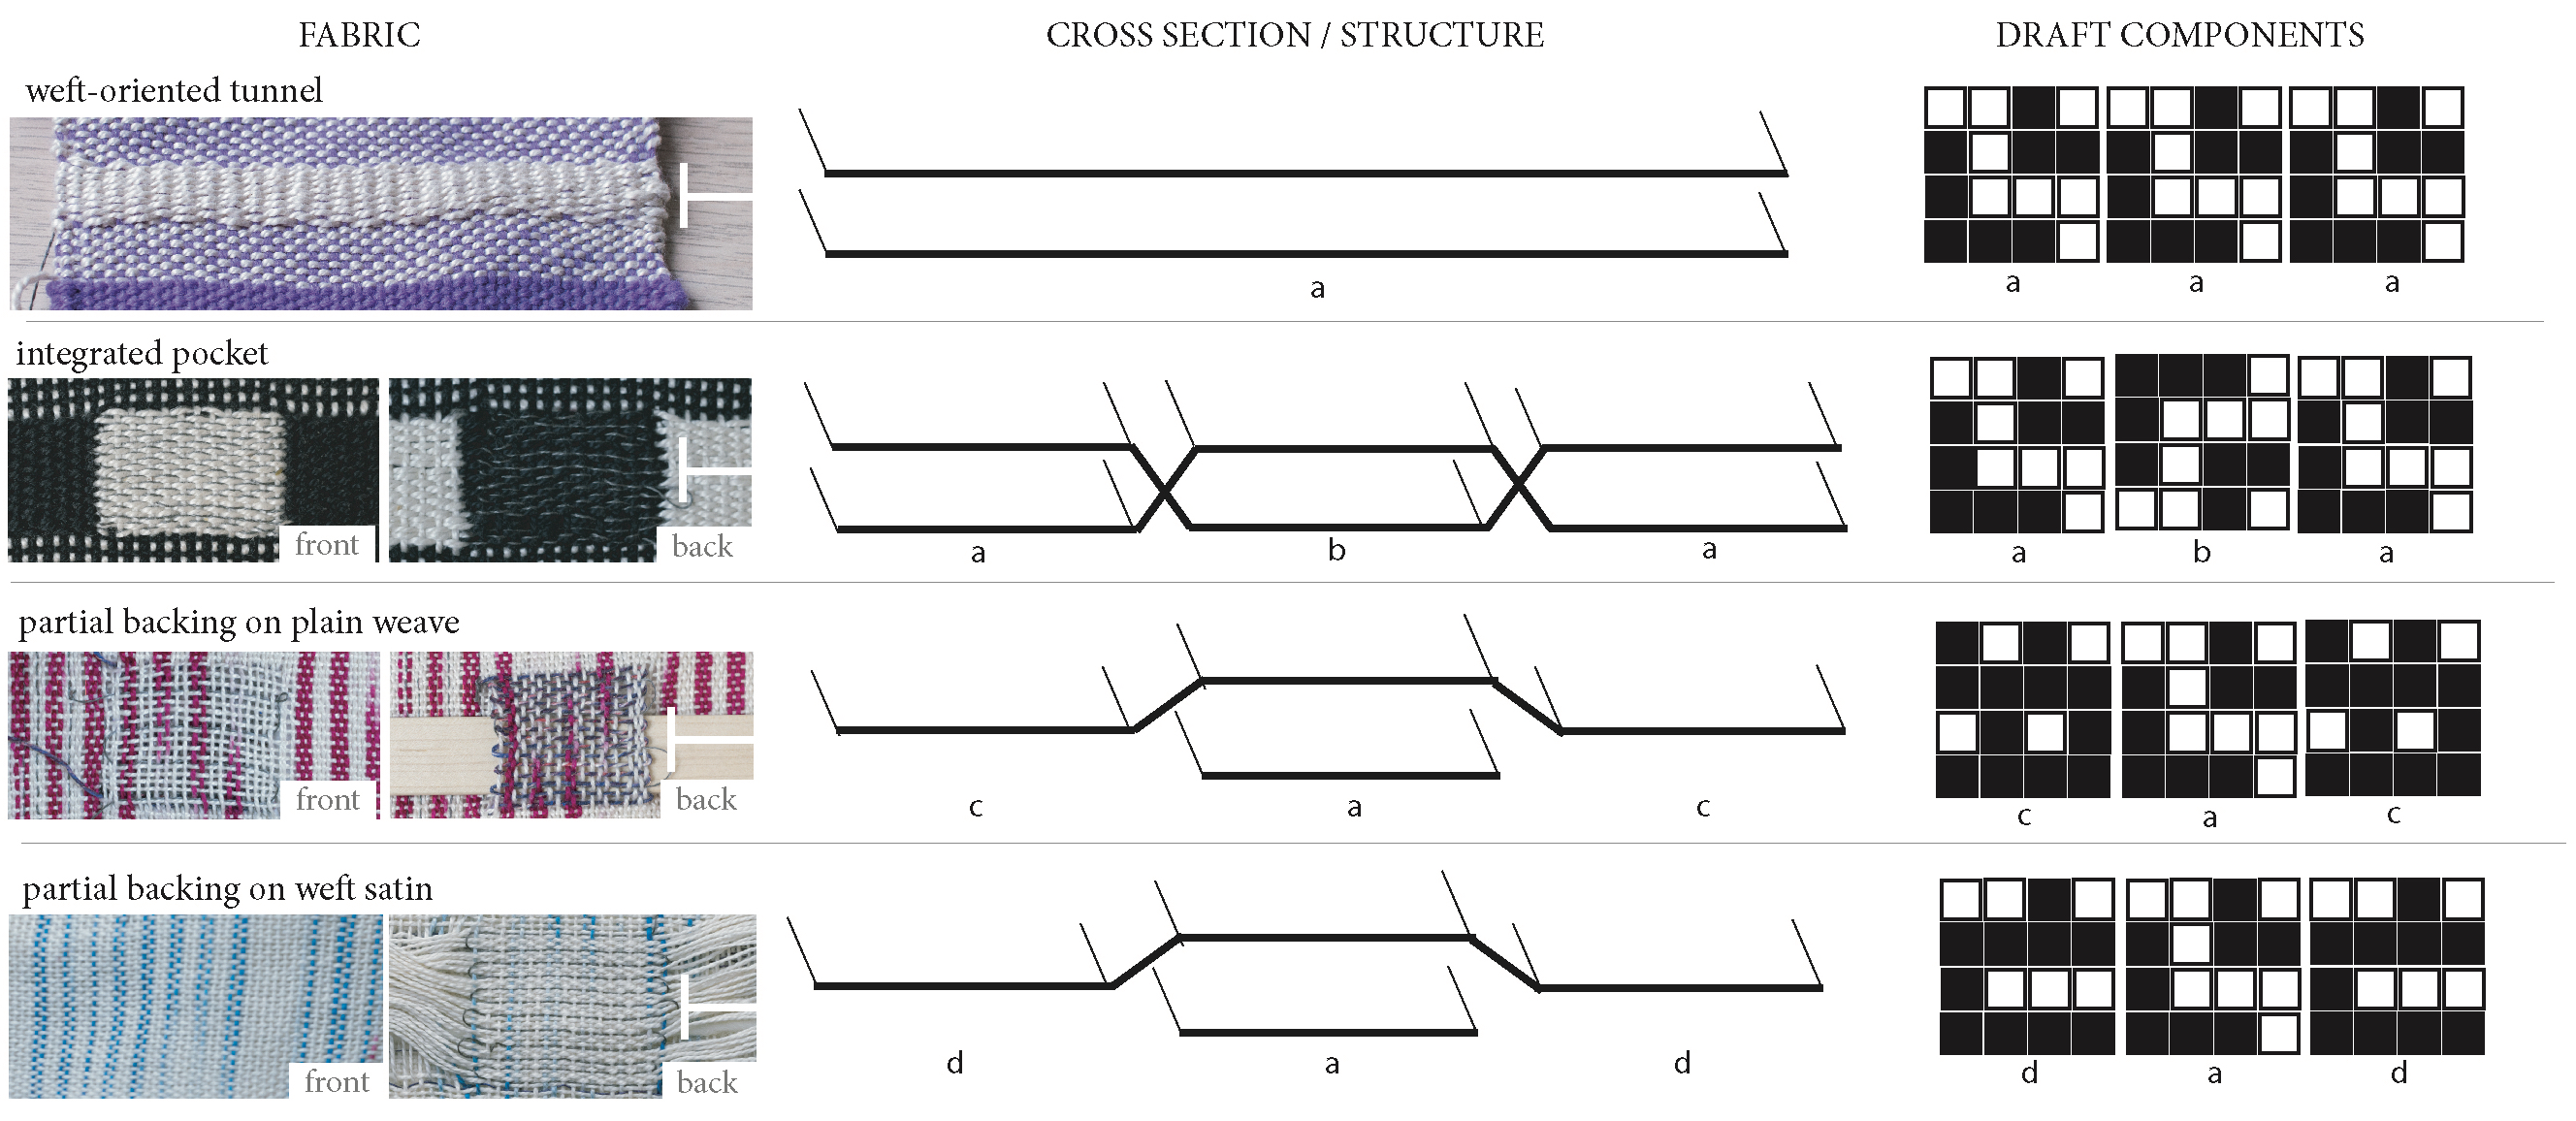 FABRIC CROSS SECTION / STRUCTURE DRAFT COMPONENTS
weft-oriented tunnel
a a a a
integrated pocket
front back
a b a a b a
partial backing on plain weave
front back
c a c c a c
partial backing on weft satin
front back
d a d d a d